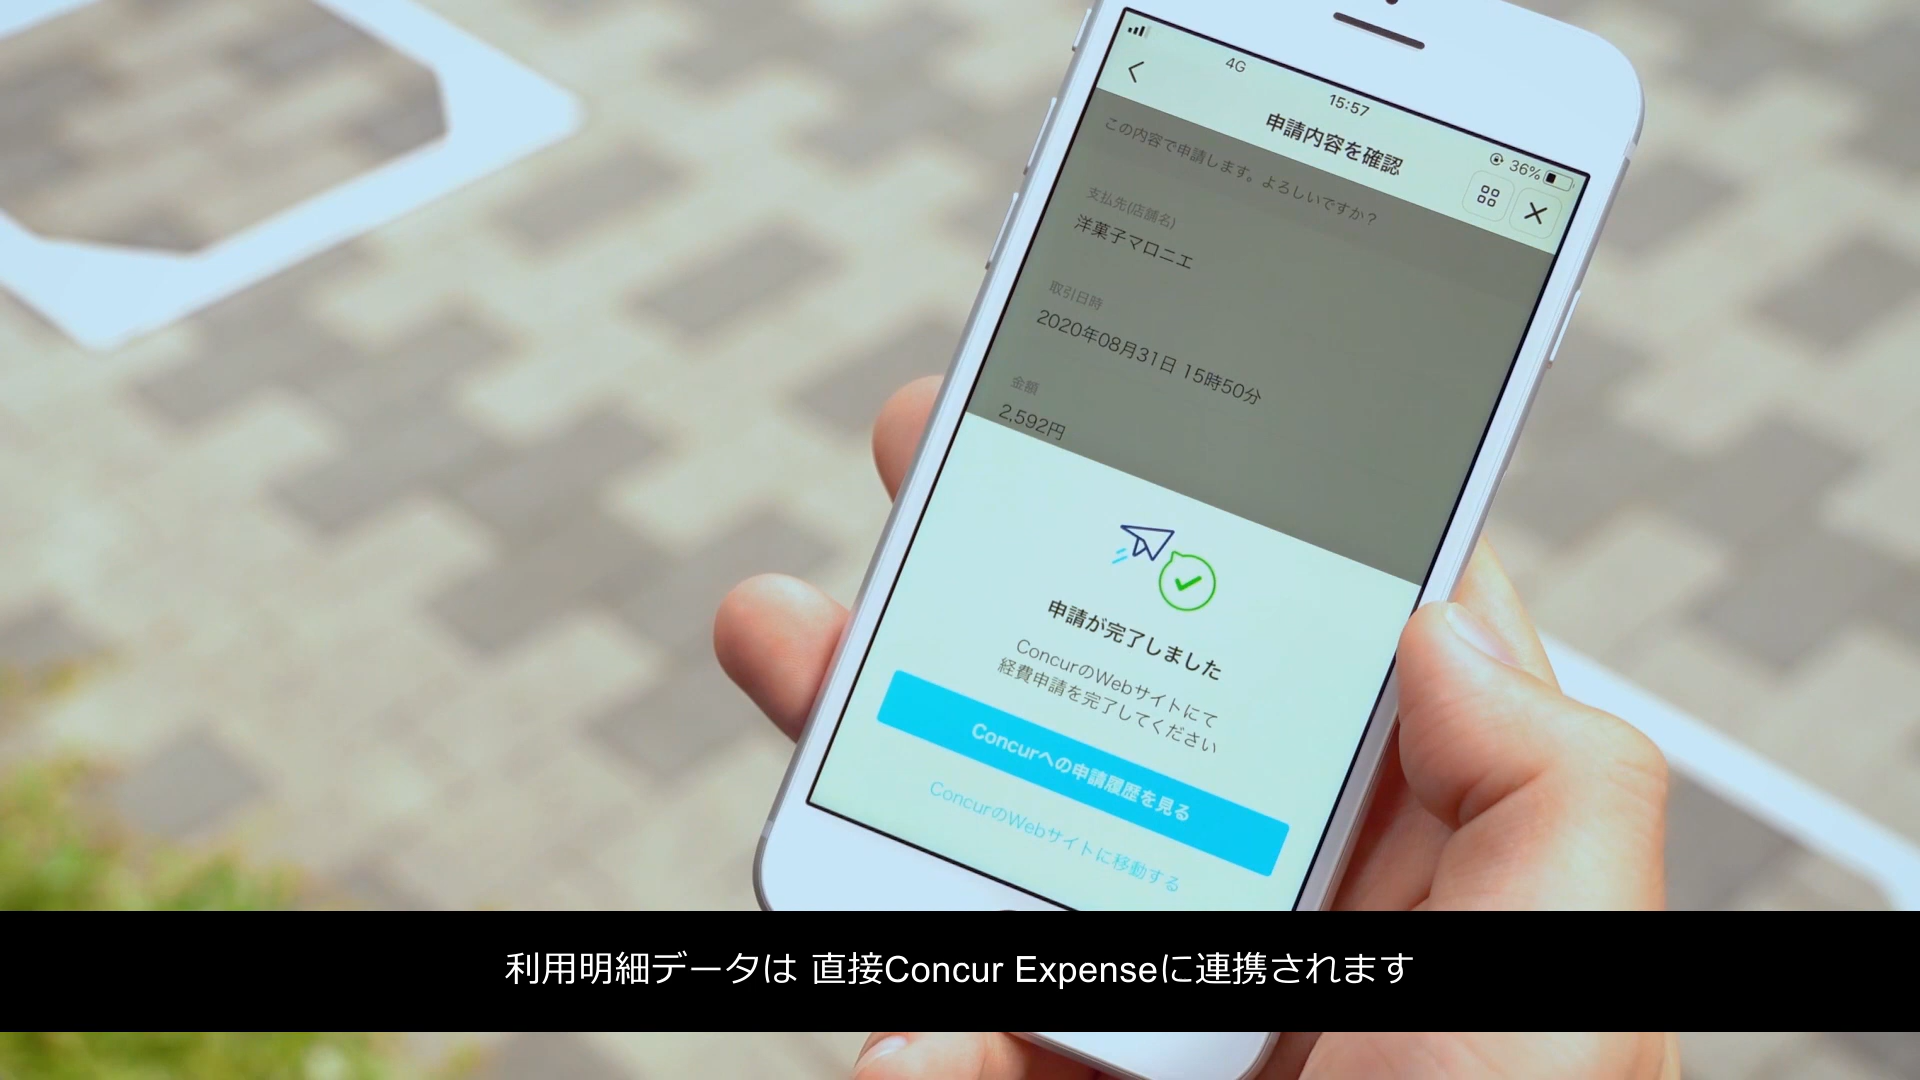 4G
15:57
36%
申請内容を確認
この内容で申請します。よろしいですか？
支払先(店舗名)
洋菓子マロニエ
取引日時
2020年08月31日 15時50分
金額
2,592円
申請が完了しました
ConcurのWebサイトにて
経費申請を完了してください
Concurへの申請履歴を見る
ConcurのWebサイトに移動する
利用明細データは 直接Concur Expenseに連携されます